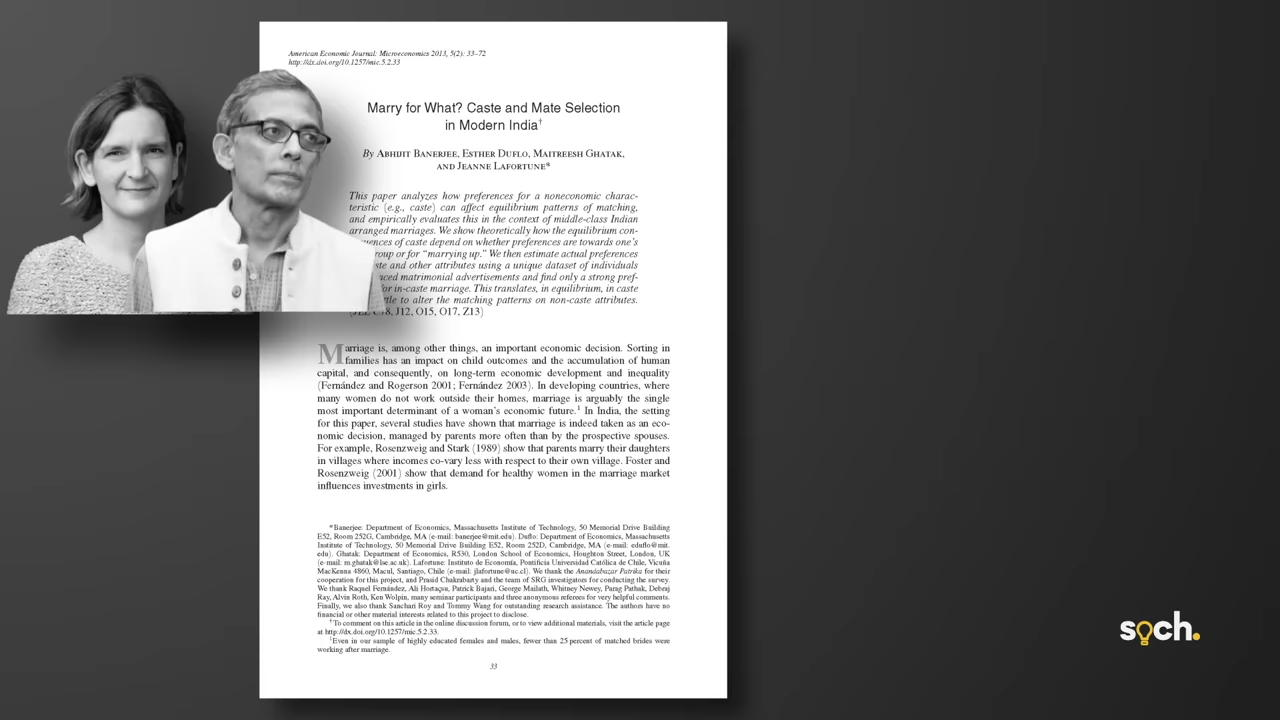 American Economic Journal: Microeconomics 2013, 5(2): 33–72
http://dx.doi.org/10.1257/mic.5.2.33
Marry for What? Caste and Mate Selection
in Modern India†
By Abhijit Banerjee, Esther Duflo, Maitreesh Ghatak,
and Jeanne Lafortune*
This paper analyzes how preferences for a noneconomic charac-
teristic (e.g., caste) can affect equilibrium patterns of matching,
and empirically evaluates this in the context of middle-class Indian
arranged marriages. We show theoretically how the equilibrium con-
uences of caste depend on whether preferences are towards one's
roup or for “marrying up.” We then estimate actual preferences
ste and other attributes using a unique dataset of individuals
ced matrimonial advertisements and find only a strong pref-
for in-caste marriage. This translates, in equilibrium, in caste
ttle to alter the matching patterns on non-caste attributes.
(JEL C78, J12, O15, O17, Z13)
Marriage is, among other things, an important economic decision. Sorting in
families has an impact on child outcomes and the accumulation of human
capital, and consequently, on long-term economic development and inequality
(Fernández and Rogerson 2001; Fernández 2003). In developing countries, where
many women do not work outside their homes, marriage is arguably the single
most important determinant of a woman's economic future.1 In India, the setting
for this paper, several studies have shown that marriage is indeed taken as an eco-
nomic decision, managed by parents more often than by the prospective spouses.
For example, Rosenzweig and Stark (1989) show that parents marry their daughters
in villages where incomes co-vary less with respect to their own village. Foster and
Rosenzweig (2001) show that demand for healthy women in the marriage market
influences investments in girls.
*Banerjee: Department of Economics, Massachusetts Institute of Technology, 50 Memorial Drive Building
E52, Room 252G, Cambridge, MA (e-mail: banerjee@mit.edu). Duflo: Department of Economics, Massachusetts
Institute of Technology, 50 Memorial Drive Building E52, Room 252D, Cambridge, MA (e-mail: eduflo@mit.
edu). Ghatak: Department of Economics, R530, London School of Economics, Houghton Street, London, UK
(e-mail: m.ghatak@lse.ac.uk). Lafortune: Instituto de Economía, Pontificia Universidad Católica de Chile, Vicuña
MacKenna 4860, Macul, Santiago, Chile (e-mail: jlafortune@uc.cl). We thank the Anandabazar Patrika for their
cooperation for this project, and Prasid Chakrabarty and the team of SRG investigators for conducting the survey.
We thank Raquel Fernández, Ali Hortaçsu, Patrick Bajari, George Mailath, Whitney Newey, Parag Pathak, Debraj
Ray, Alvin Roth, Ken Wolpin, many seminar participants and three anonymous referees for very helpful comments.
Finally, we also thank Sanchari Roy and Tommy Wang for outstanding research assistance. The authors have no
financial or other material interests related to this project to disclose.
†To comment on this article in the online discussion forum, or to view additional materials, visit the article page
at http://dx.doi.org/10.1257/mic.5.2.33.
1Even in our sample of highly educated females and males, fewer than 25 percent of matched brides were
working after marriage.
33
soch.